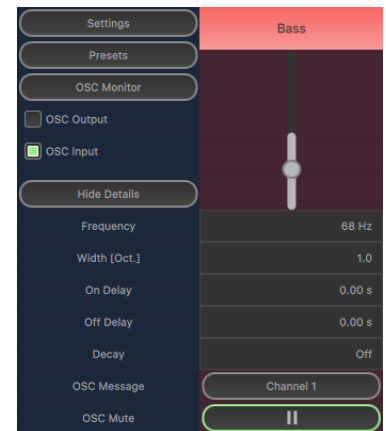 Settings
Bass
Presets
OSC Monitor
OSC Output
OSC Input
Hide Details
Frequency 68 Hz
Width [Oct.] 1.0
On Delay 0.00 s
Off Delay 0.00 s
Decay Off
OSC Message Channel 1
OSC Mute